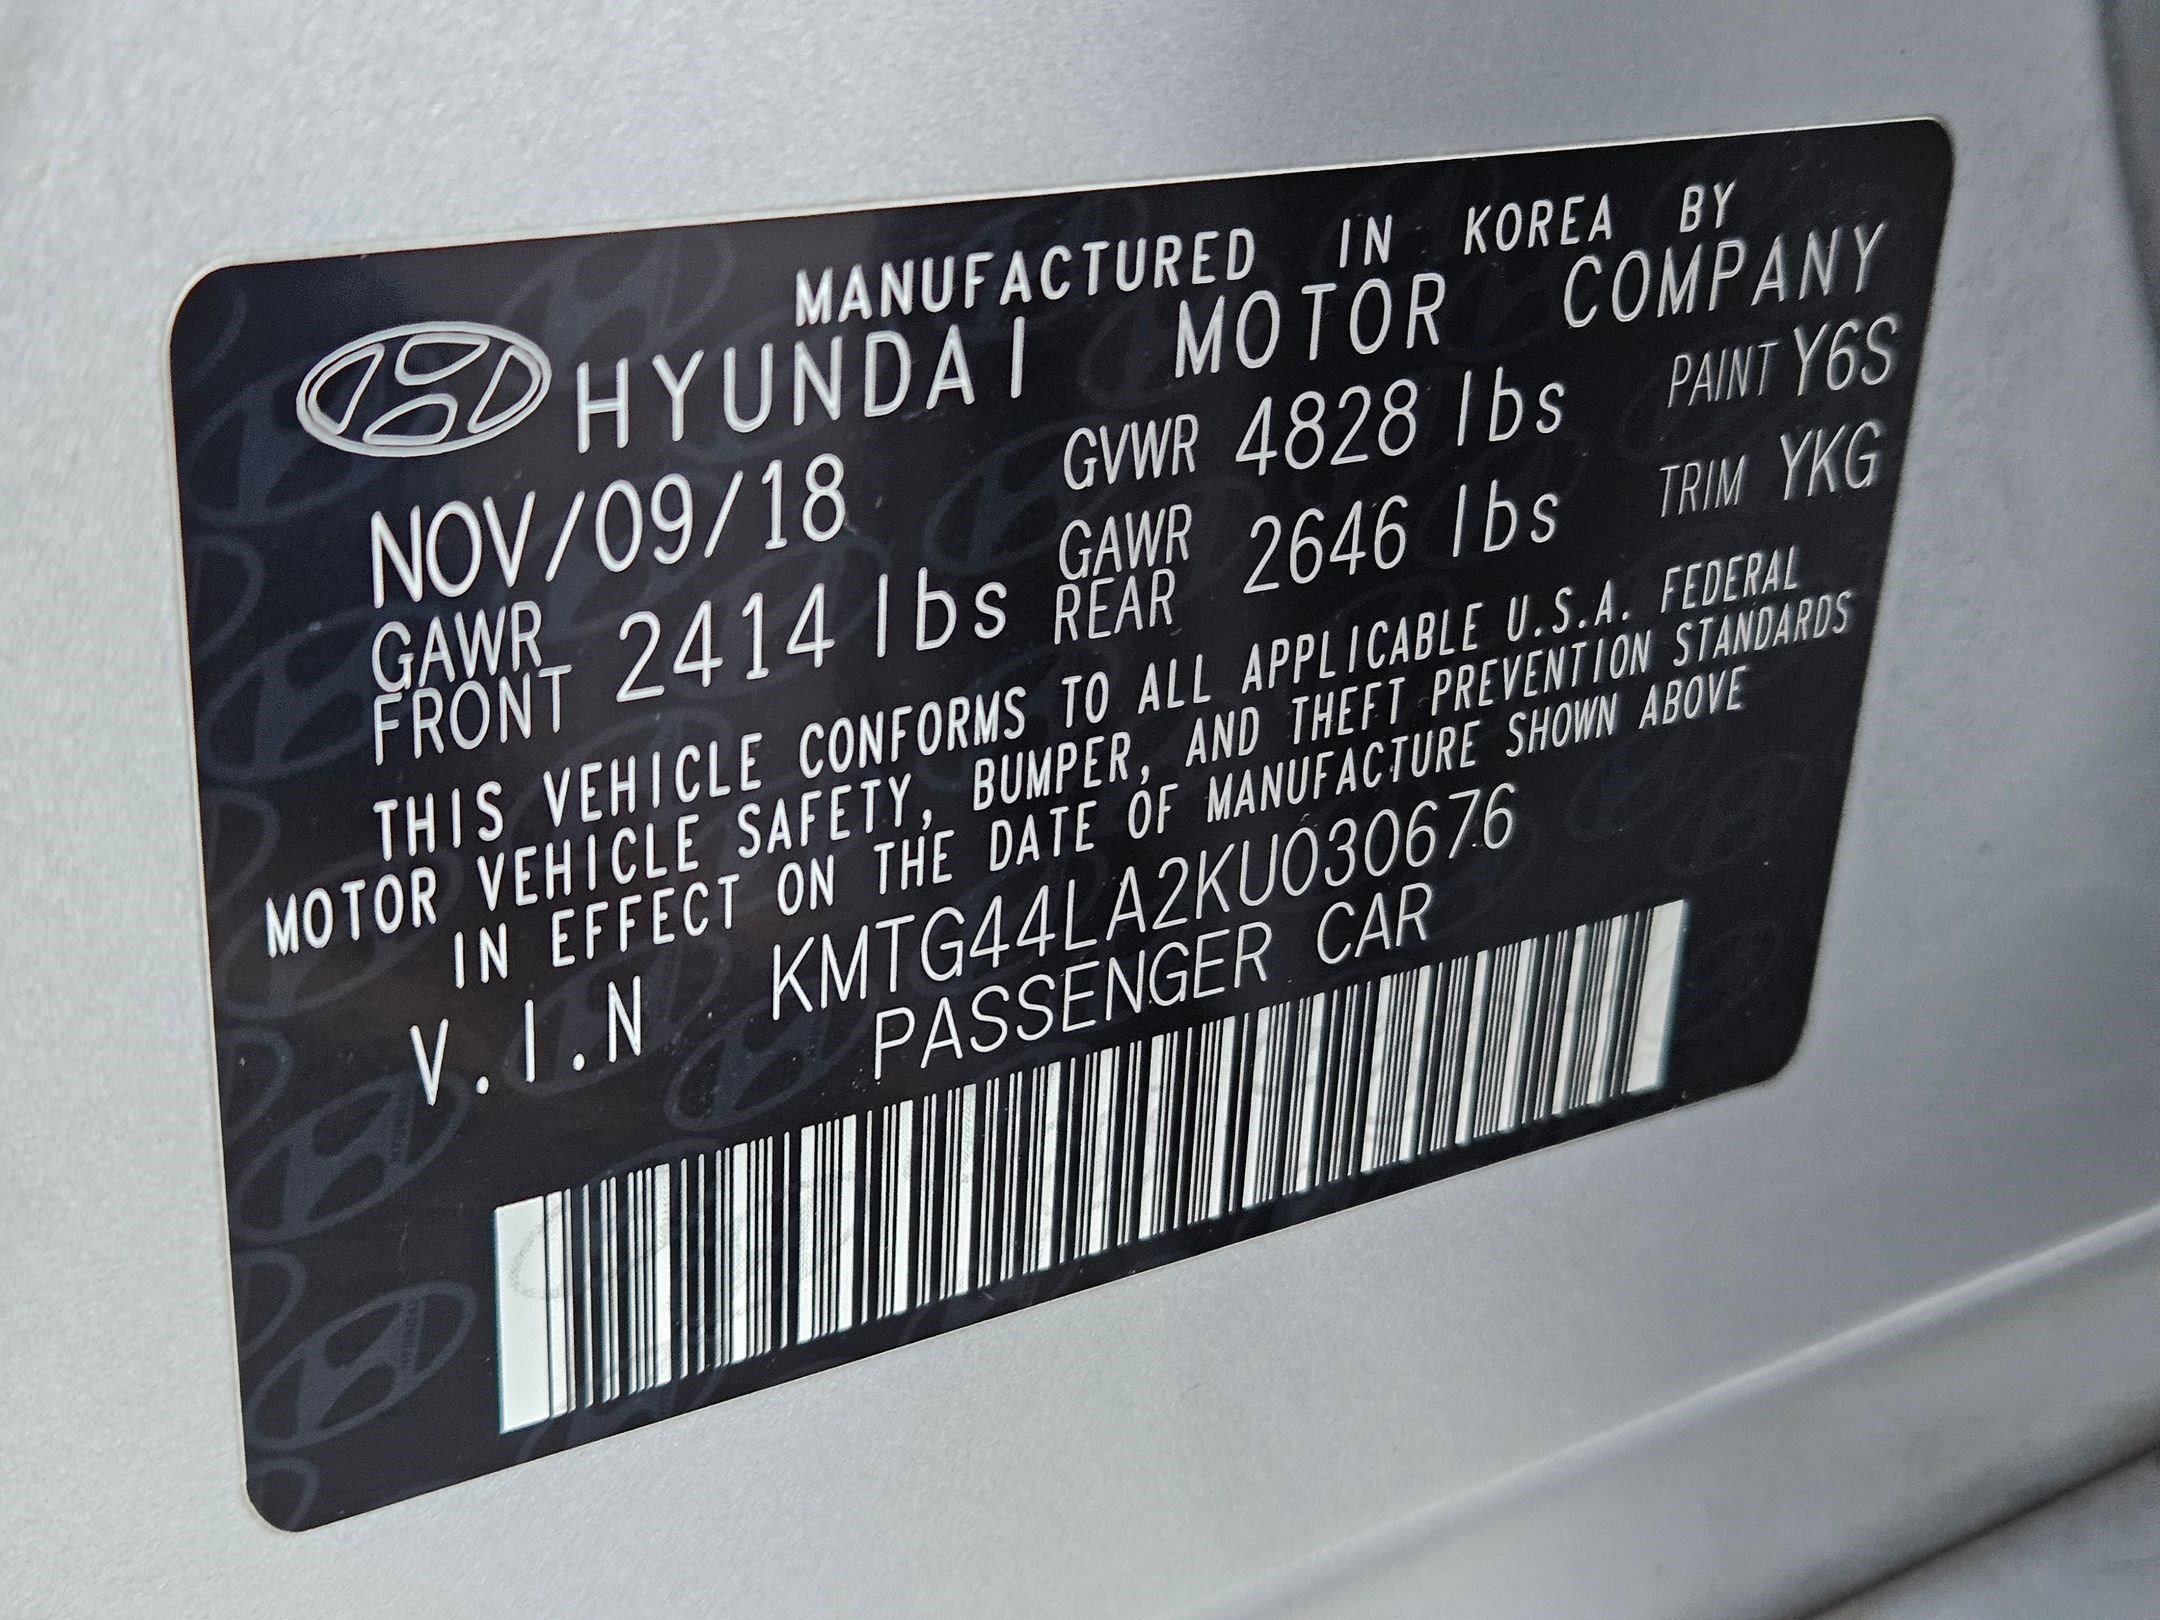 MANUFACTURED IN KOREA BY
HYUNDAI MOTOR COMPANY
NOV/09/18 GVWR 4828 lbs PAINT Y6S
GAWR FRONT 2414 lbs GAWR REAR 2646 lbs TRIM YKG
THIS VEHICLE CONFORMS TO ALL APPLICABLE U.S.A. FEDERAL
MOTOR VEHICLE SAFETY, BUMPER, AND THEFT PREVENTION STANDARDS
IN EFFECT ON THE DATE OF MANUFACTURE SHOWN ABOVE
V.I.N KMTG44LA2KU030676
PASSENGER CAR